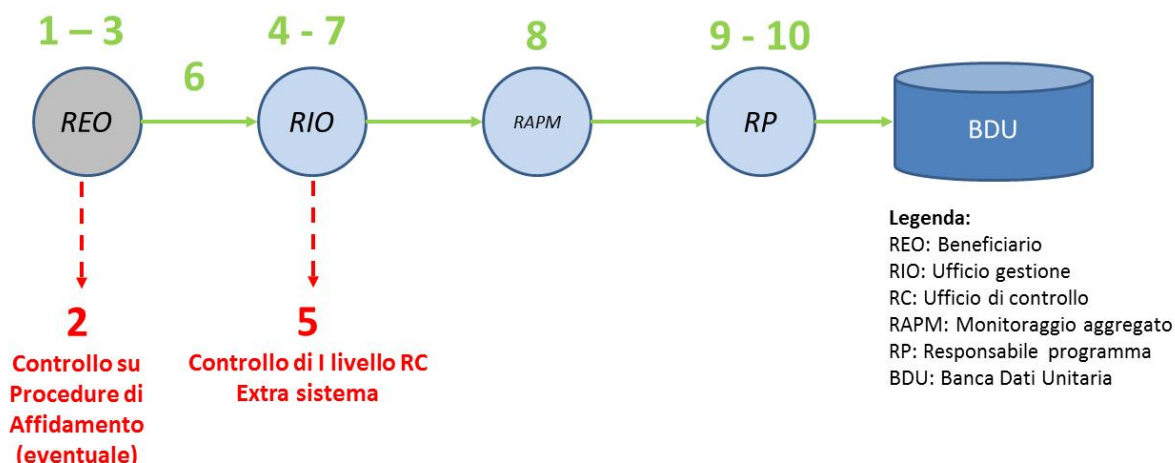 1 – 3
4 - 7
8
9 - 10
6
REO
RIO
RAPM
RP
BDU
Legenda:
REO: Beneficiario
RIO: Ufficio gestione
RC: Ufficio di controllo
RAPM: Monitoraggio aggregato
RP: Responsabile programma
BDU: Banca Dati Unitaria
2
Controllo su
Procedure di
Affidamento
(eventuale)
5
Controllo di I livello RC
Extra sistema